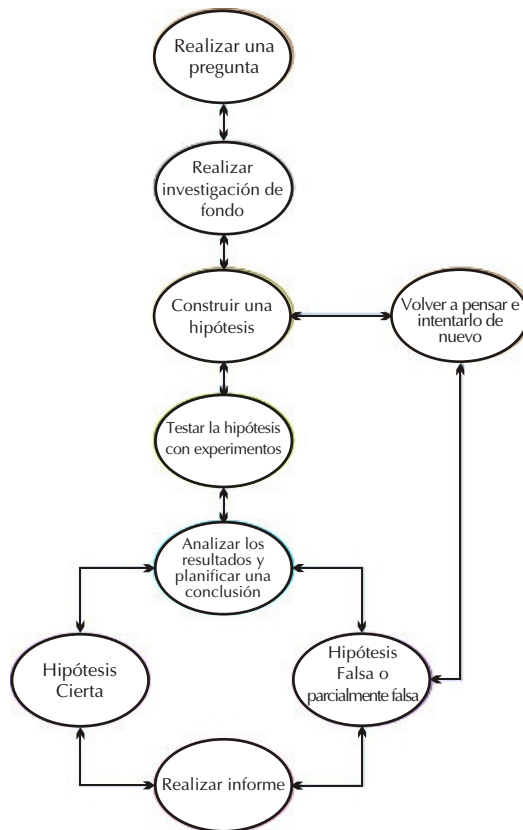 Realizar una
pregunta
Realizar
investigación de
fondo
Construir una
hipótesis
Volver a pensar e
intentarlo de
nuevo
Testar la hipótesis
con experimentos
Analizar los
resultados y
planificar una
conclusión
Hipótesis
Cierta
Hipótesis
Falsa o
parcialmente falsa
Realizar informe